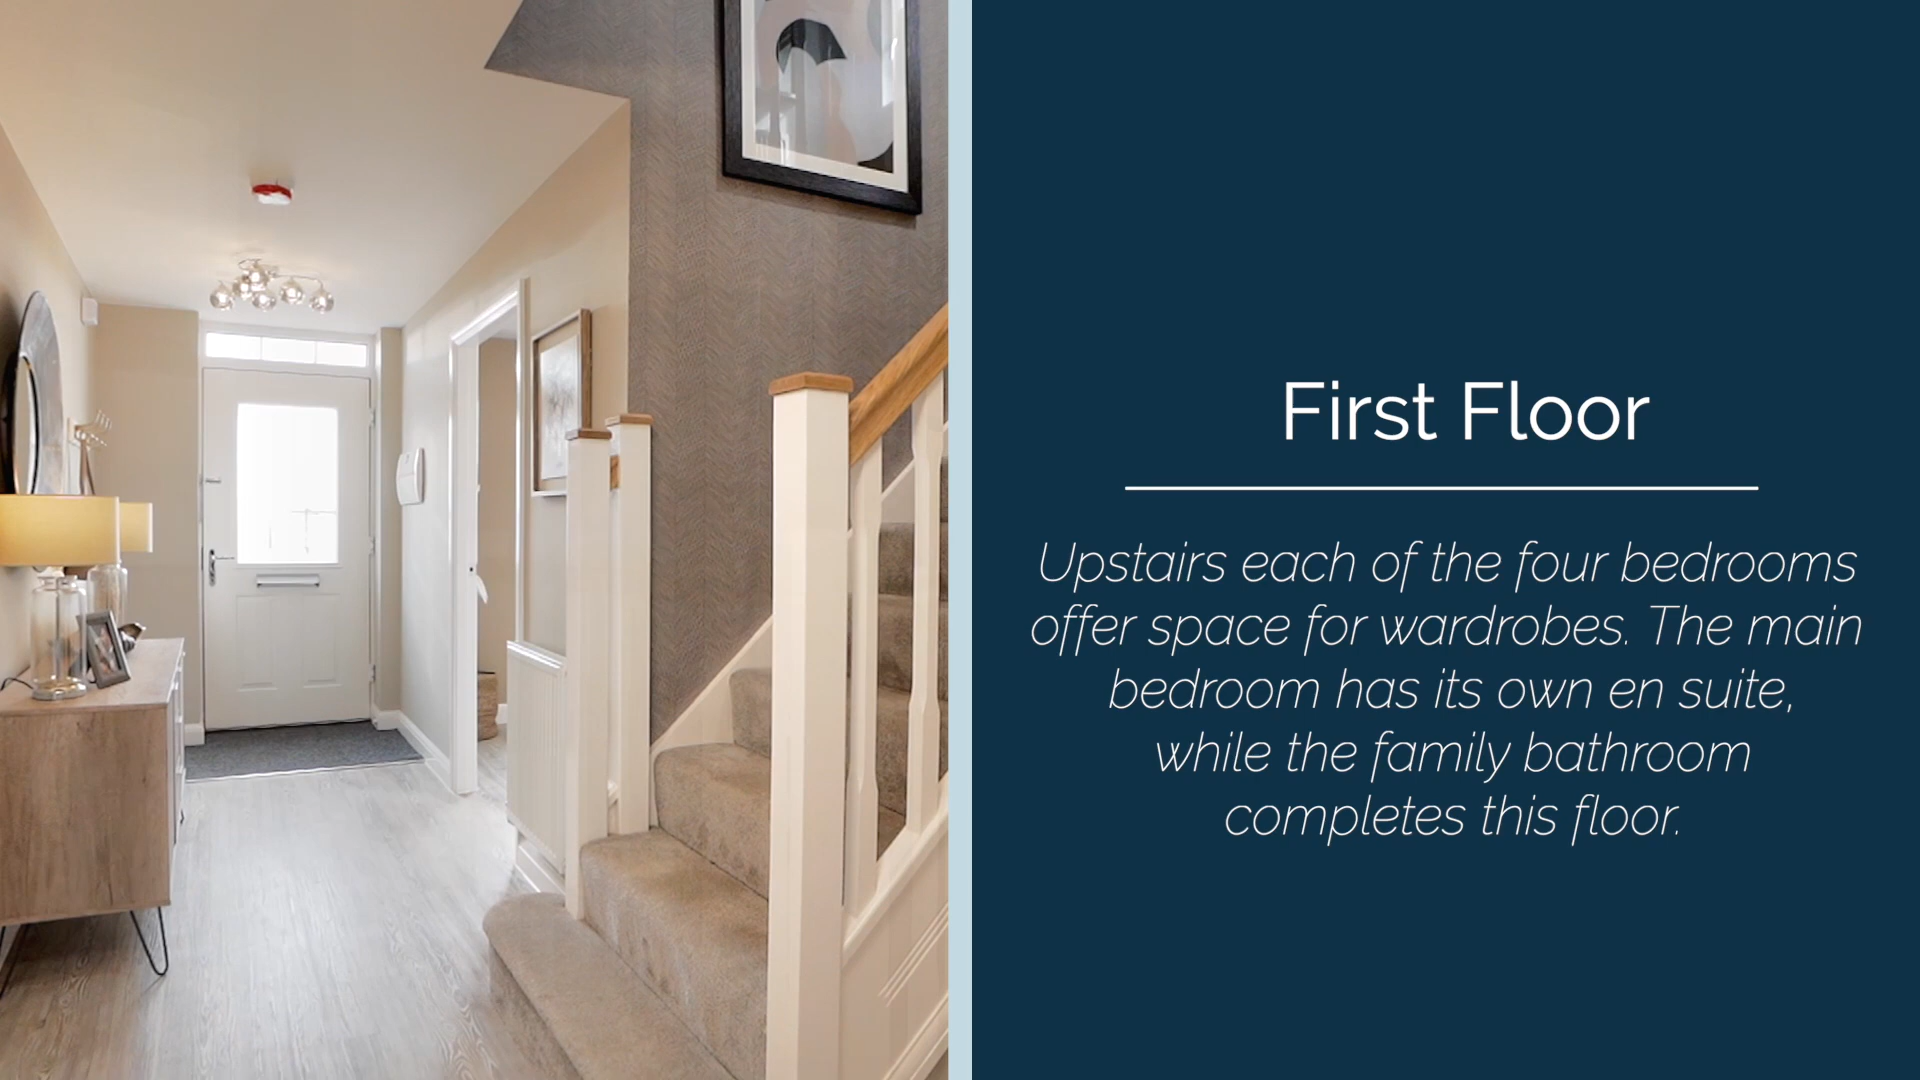 First Floor
Upstairs each of the four bedrooms
offer space for wardrobes. The main
bedroom has its own en suite,
while the family bathroom
completes this floor.